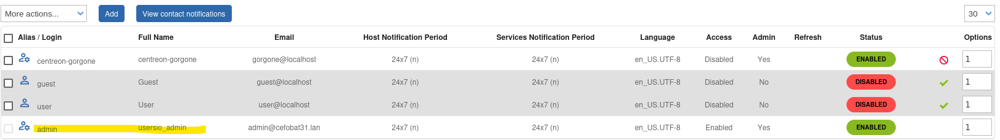 More actions... Add View contact notifications 30
Alias / Login Full Name Email Host Notification Period Services Notification Period Language Access Admin Refresh Status Options
centreon-gorgone centreon-gorgone gorgone@localhost 24x7 (n) 24x7 (n) en_US.UTF-8 Disabled Yes ENABLED 1
guest Guest guest@localhost 24x7 (n) 24x7 (n) en_US.UTF-8 Disabled No DISABLED 1
user User user@localhost 24x7 (n) 24x7 (n) en_US.UTF-8 Disabled No DISABLED 1
admin usersio_admin admin@cefobat31.lan 24x7 (n) 24x7 (n) en_US.UTF-8 Enabled Yes ENABLED 1